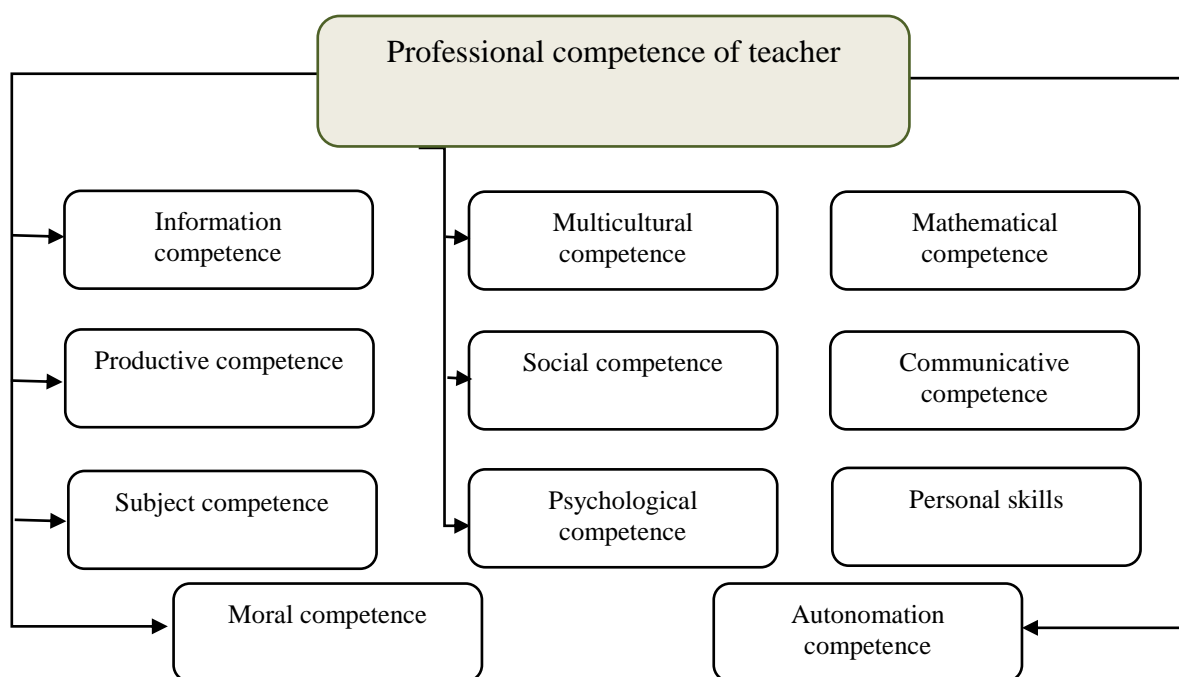 Professional competence of teacher
Information
competence
Multicultural
competence
Mathematical
competence
Productive competence
Social competence
Communicative
competence
Subject competence
Psychological
competence
Personal skills
Moral competence
Autonomation
competence